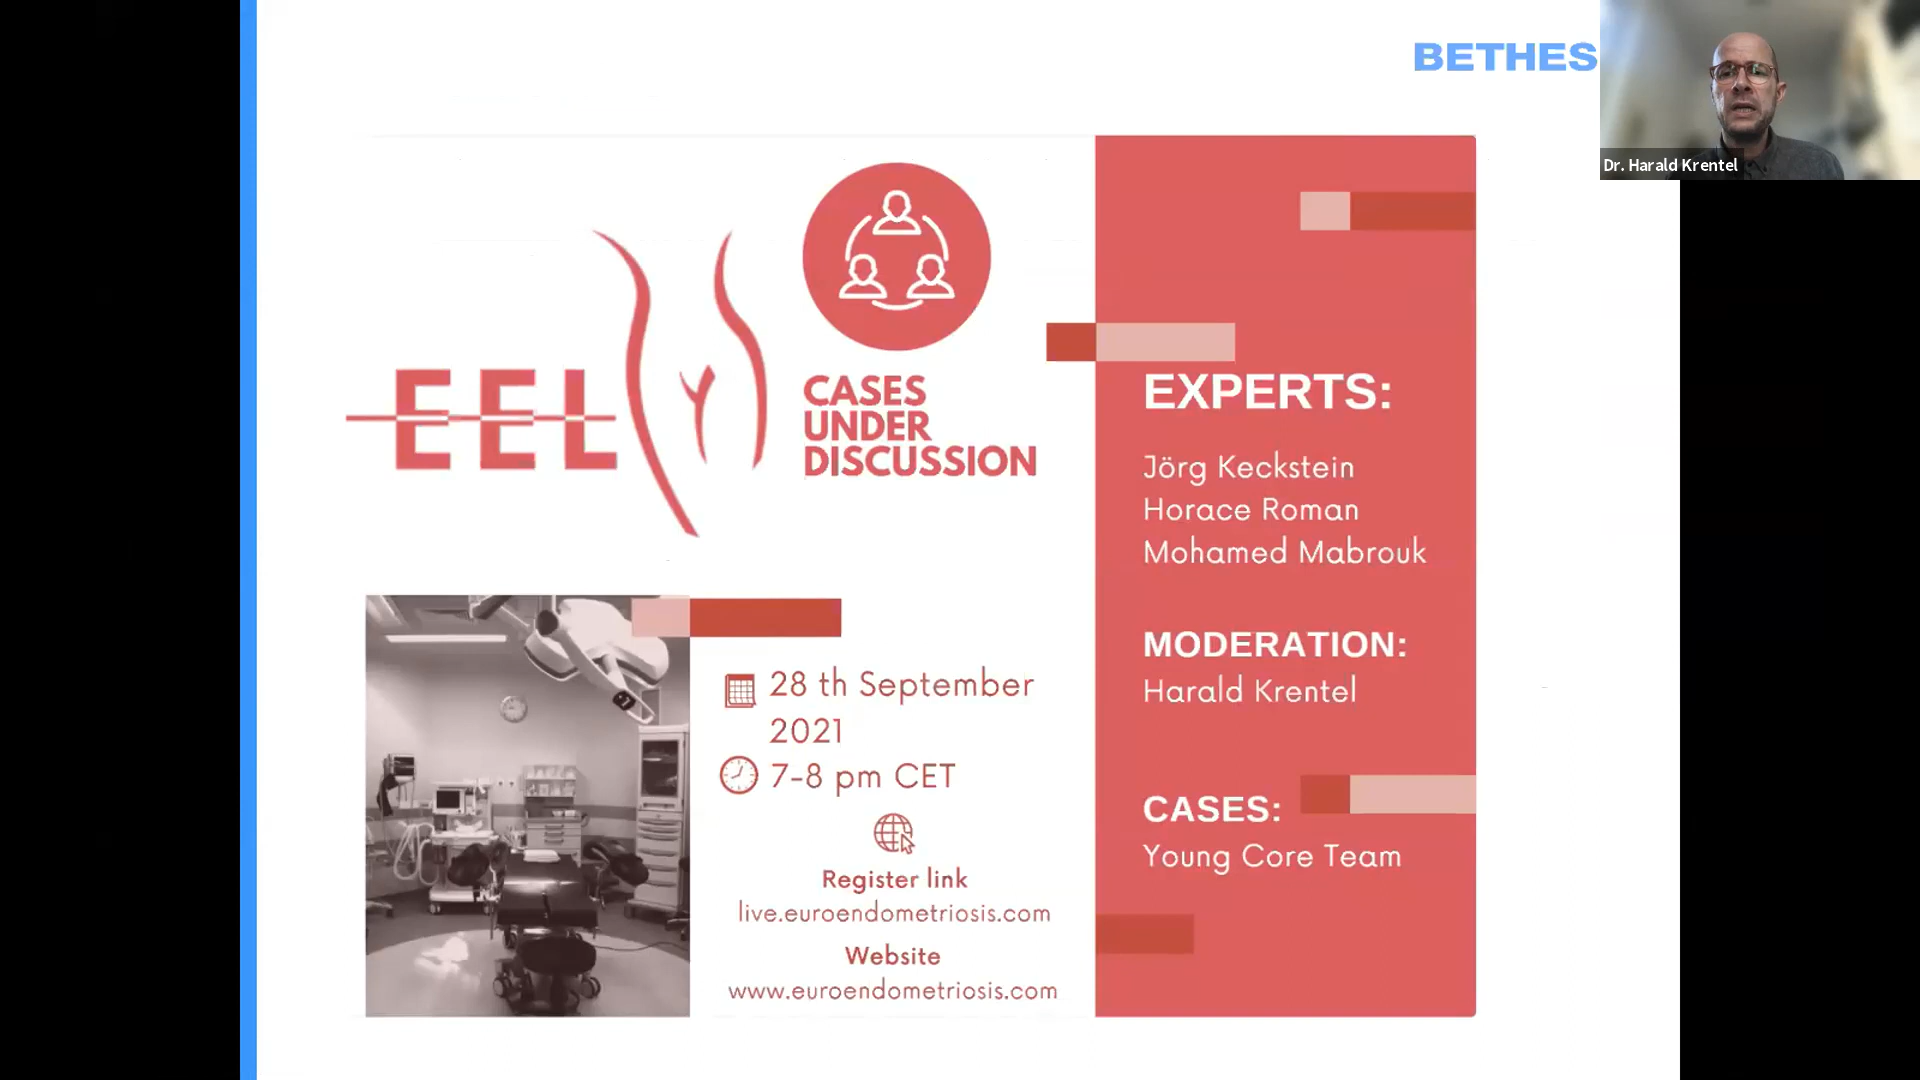 BETHES
Dr. Harald Krentel
EEL
CASES
UNDER
DISCUSSION
28 th September
2021
7-8 pm CET
Register link
live.euroendometriosis.com
Website
www.euroendometriosis.com
EXPERTS:
Jörg Keckstein
Horace Roman
Mohamed Mabrouk
MODERATION:
Harald Krentel
CASES:
Young Core Team